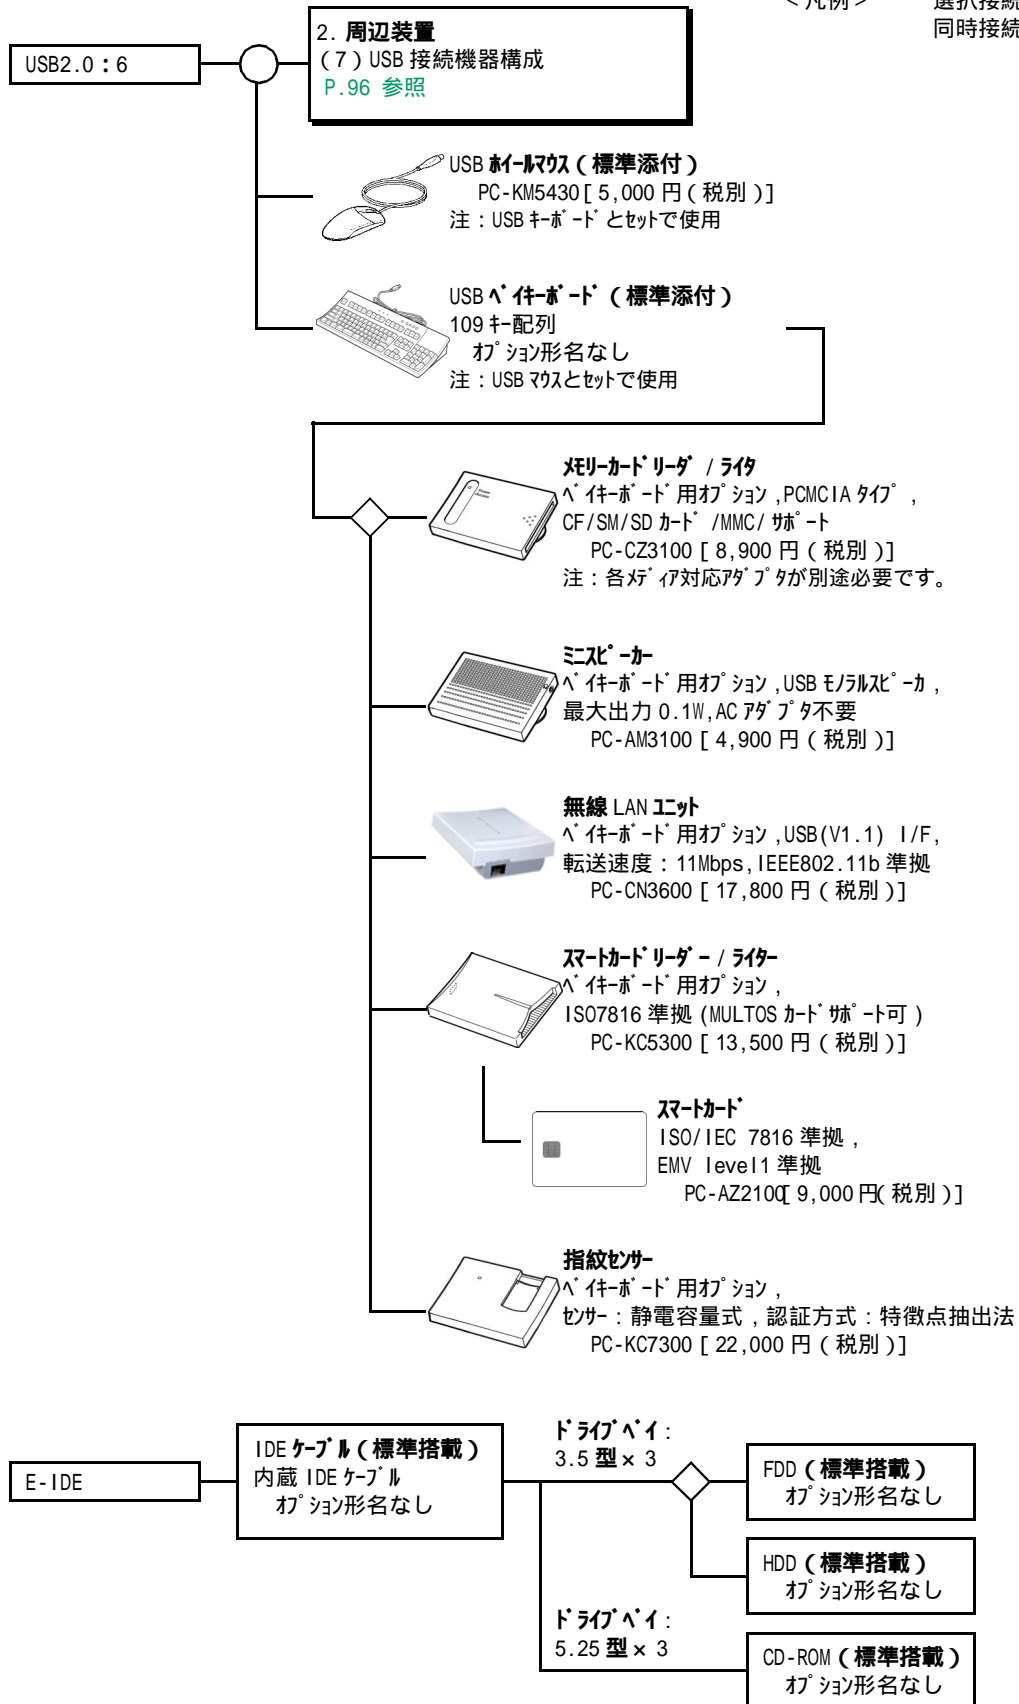 <凡例> 選択接続
同時接続
USB2.0:6
2. 周辺装置
(7)USB 接続機器構成
P.96 参照
USB ﾎｲｰﾙﾏｳｽ(標準添付)
PC-KM5430[ 5,000 円(税別)]
注:USB ｷｰﾎﾞｰﾄﾞとセットで使用
USB ﾍﾞｲｷｰﾎﾞｰﾄﾞ(標準添付)
109 ｷｰ配列
ｵﾌﾟｼｮﾝ形名なし
注:USB ﾏｳｽとセットで使用
ﾒﾓﾘｰｶｰﾄﾞﾘｰﾀﾞ / ﾗｲﾀ
ﾍﾞｲｷｰﾎﾞｰﾄﾞ用ｵﾌﾟｼｮﾝ,PCMCIA ﾀｲﾌﾟ,
CF/SM/SD ｶｰﾄﾞ/MMC/ｻﾎﾟｰﾄ
PC-CZ3100 [ 8,900 円(税別)]
注:各ﾒﾃﾞｨｱ対応ｱﾀﾞﾌﾟﾀが別途必要です。
ﾐﾆｽﾋﾟｰｶｰ
ﾍﾞｲｷｰﾎﾞｰﾄﾞ用ｵﾌﾟｼｮﾝ,USB ﾓﾉﾗﾙｽﾋﾟｰｶ,
最大出力 0.1W,AC ｱﾀﾞﾌﾟﾀ不要
PC-AM3100 [ 4,900 円(税別)]
無線 LAN ﾕﾆｯﾄ
ﾍﾞｲｷｰﾎﾞｰﾄﾞ用ｵﾌﾟｼｮﾝ,USB(V1.1) I/F,
転送速度:11Mbps,IEEE802.11b 準拠
PC-CN3600 [ 17,800 円(税別)]
ｽﾏｰﾄｶｰﾄﾞﾘｰﾀﾞｰ / ﾗｲﾀｰ
ﾍﾞｲｷｰﾎﾞｰﾄﾞ用ｵﾌﾟｼｮﾝ,
ISO7816 準拠(MULTOS ｶｰﾄﾞｻﾎﾟｰﾄ可)
PC-KC5300 [ 13,500 円(税別)]
ｽﾏｰﾄｶｰﾄﾞ
ISO/IEC 7816 準拠,
EMV level1 準拠
PC-AZ2100[ 9,000 円(税別)]
指紋ｾﾝｻｰ
ﾍﾞｲｷｰﾎﾞｰﾄﾞ用ｵﾌﾟｼｮﾝ,
ｾﾝｻｰ:静電容量式,認証方式:特徴点抽出法
PC-KC7300 [ 22,000 円(税別)]
E-IDE
IDE ｹｰﾌﾞﾙ(標準搭載)
内蔵 IDE ｹｰﾌﾞﾙ
ｵﾌﾟｼｮﾝ形名なし
ﾄﾞﾗｲﾌﾞﾍﾞｲ:
3.5 型×3
FDD(標準搭載)
ｵﾌﾟｼｮﾝ形名なし
HDD(標準搭載)
ｵﾌﾟｼｮﾝ形名なし
ﾄﾞﾗｲﾌﾞﾍﾞｲ:
5.25 型×3
CD-ROM(標準搭載)
ｵﾌﾟｼｮﾝ形名なし